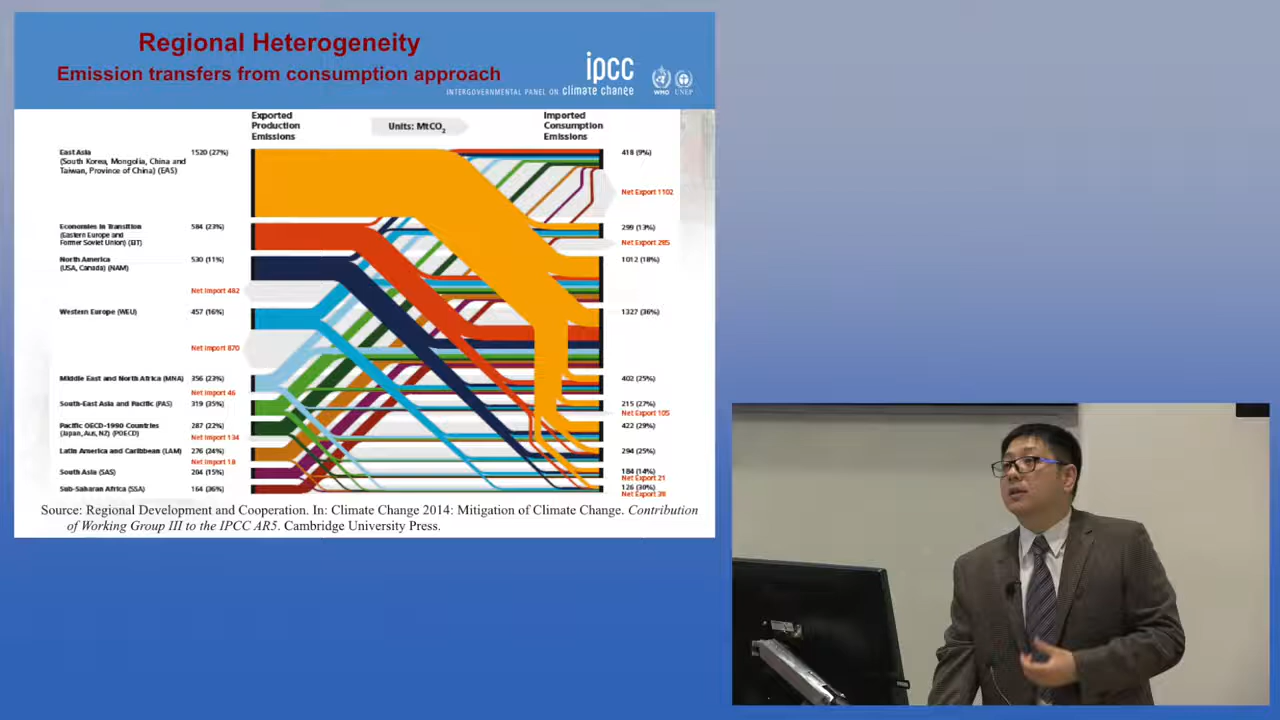 Regional Heterogeneity
Emission transfers from consumption approach
ipcc
INTERGOVERNMENTAL PANEL ON climate change
WMO UNEP
Exported
Production
Emissions
Units: MtCO2
Imported
Consumption
Emissions
East Asia 1520 (27%) 418 (9%)
(South Korea, Mongolia, China and
Taiwan, Province of China) (EAS)
Net Export 1102
Economies in Transition 584 (23%) 299 (13%)
(Eastern Europe and
Former Soviet Union) (EIT)
Net Export 285
North America 530 (11%) 1012 (18%)
(USA, Canada) (NAM)
Net Import 482
Western Europe (WEU) 457 (16%) 1327 (36%)
Net Import 870
Middle East and North Africa (MNA) 356 (23%) 402 (25%)
Net Import 46
South-East Asia and Pacific (PAS) 319 (35%) 215 (27%)
Net Export 105
Pacific OECD-1990 Countries 287 (22%) 422 (29%)
(Japan, Aus, NZ) (POECD)
Net Import 134
Latin America and Caribbean (LAM) 276 (24%) 294 (25%)
Net Import 18
South Asia (SAS) 204 (15%) 184 (14%)
Net Export 21
Sub-Saharan Africa (SSA) 164 (36%) 126 (30%)
Net Export 38
Source: Regional Development and Cooperation. In: Climate Change 2014: Mitigation of Climate Change. Contribution
of Working Group III to the IPCC AR5. Cambridge University Press.